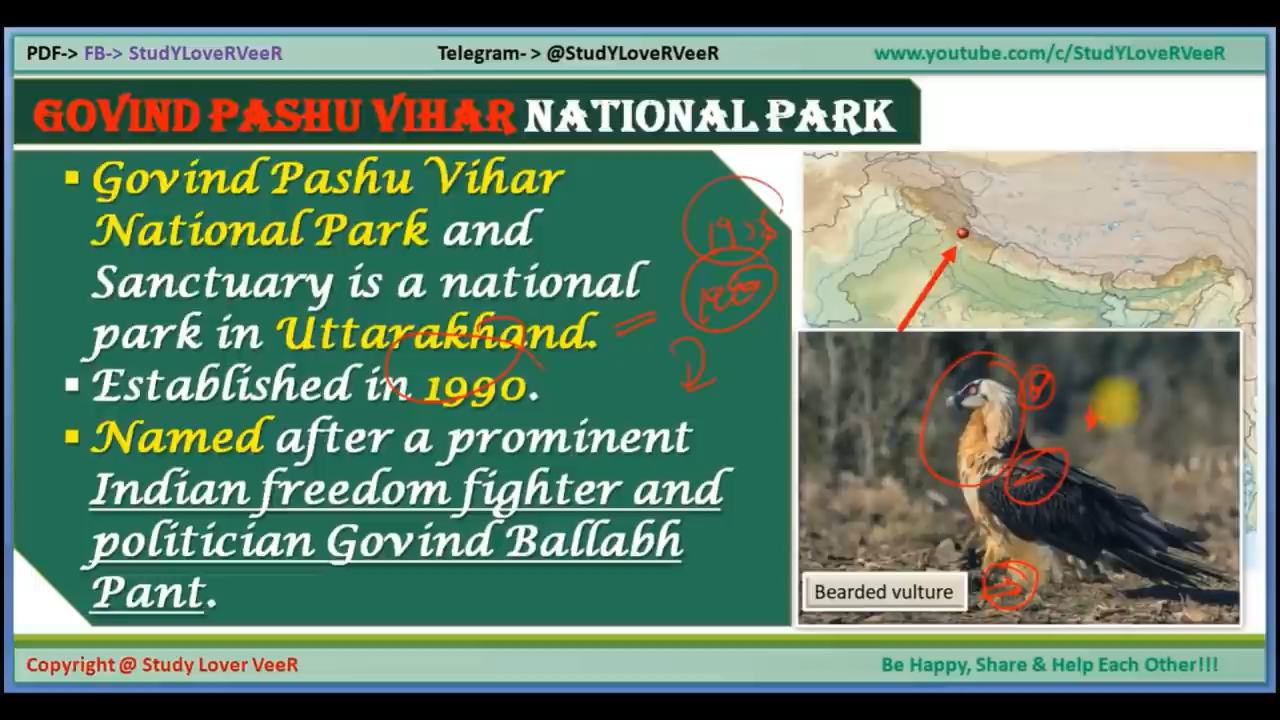 PDF-> FB-> StudYLoveRVeeR
Telegram- > @StudYLoveRVeeR
www.youtube.com/c/StudYLoveRVeeR
GOVIND PASHU VIHAR NATIONAL PARK
Govind Pashu Vihar
National Park and
Sanctuary is a national
park in Uttarakhand.
Established in 1990.
Named after a prominent
Indian freedom fighter and
politician Govind Ballabh
Pant.
Bearded vulture
Copyright @ Study Lover VeeR
Be Happy, Share & Help Each Other!!!